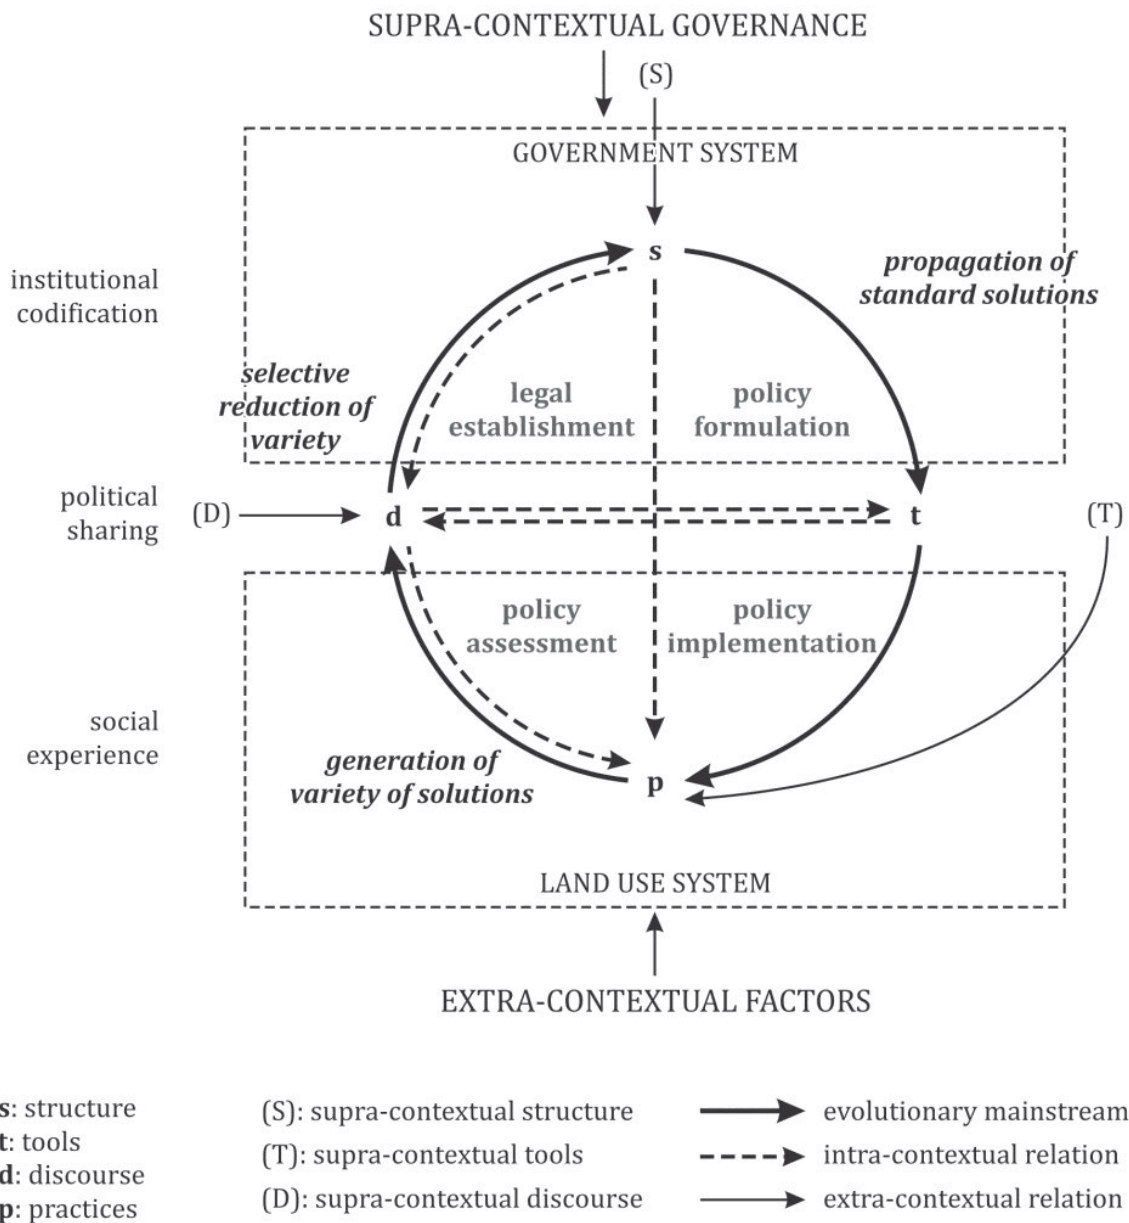 SUPRA-CONTEXTUAL GOVERNANCE
(S)
GOVERNMENT SYSTEM
s
institutional
codification
propagation of
standard solutions
selective
reduction of
variety
legal
establishment
policy
formulation
political
sharing
(D)
d
t
(T)
policy
assessment
policy
implementation
social
experience
generation of
variety of solutions
p
LAND USE SYSTEM
EXTRA-CONTEXTUAL FACTORS
s: structure
t: tools
d: discourse
p: practices
(S): supra-contextual structure
(T): supra-contextual tools
(D): supra-contextual discourse
evolutionary mainstream
intra-contextual relation
extra-contextual relation